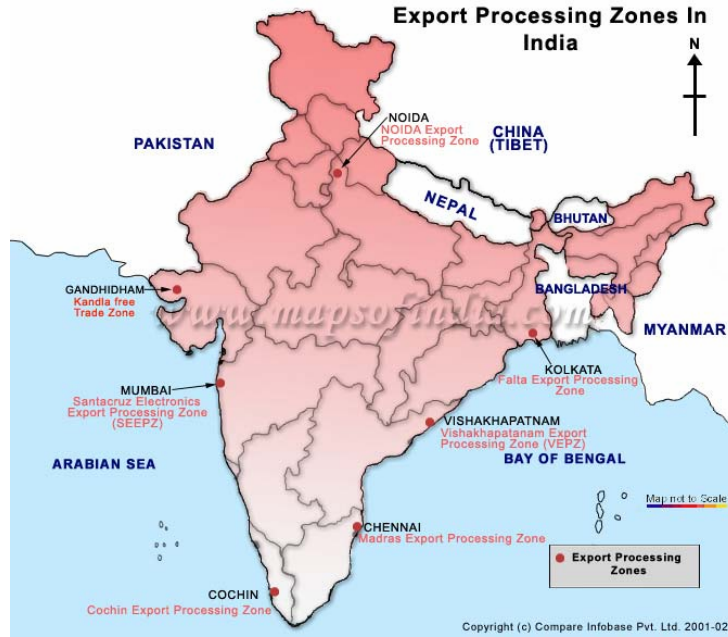 Export Processing Zones In
India
N
NOIDA
NOIDA Export
Processing Zone
CHINA
(TIBET)
PAKISTAN
NEPAL
BHUTAN
BANGLADESH
GANDHIDHAM
Kandla free
Trade Zone
www.mapsofindia.com
MYANMAR
KOLKATA
Falta Export Processing
Zone
MUMBAI
Santacruz Electronics
Export Processing Zone
(SEEPZ)
VISHAKHAPATNAM
Vishakhapatanam Export
Processing Zone (VEPZ)
ARABIAN SEA
BAY OF BENGAL
Map not to Scale
CHENNAI
Madras Export Processing Zone
Export Processing
Zones
COCHIN
Cochin Export Processing Zone
Copyright (c) Compare Infobase Pvt. Ltd. 2001-02